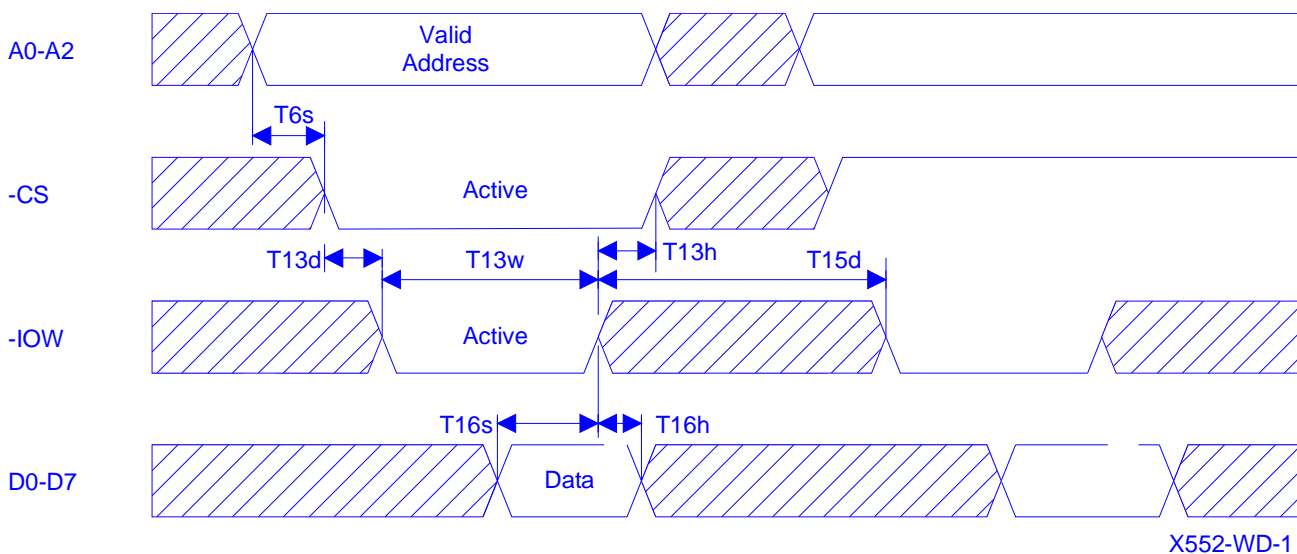 A0-A2
Valid
Address
T6s
-CS
Active
T13d
T13w
T13h
T15d
-IOW
Active
T16s
T16h
D0-D7
Data
X552-WD-1